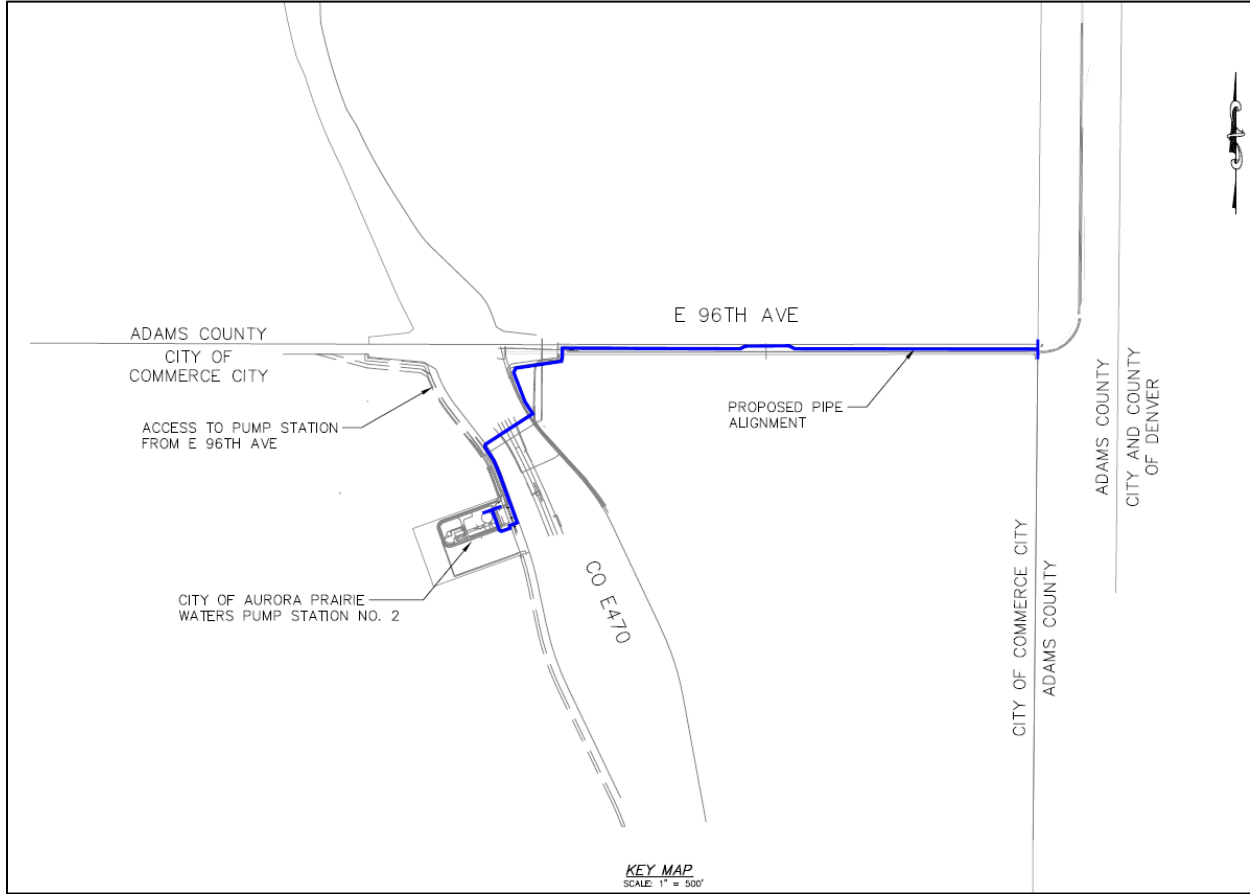 E 96TH AVE
ADAMS COUNTY
CITY OF
COMMERCE CITY
ACCESS TO PUMP STATION
FROM E 96TH AVE
PROPOSED PIPE
ALIGNMENT
ADAMS COUNTY
CITY AND COUNTY
OF DENVER
CITY OF AURORA PRAIRIE
WATERS PUMP STATION NO. 2
CO E470
CITY OF COMMERCE CITY
ADAMS COUNTY
KEY MAP
SCALE: 1" = 500'